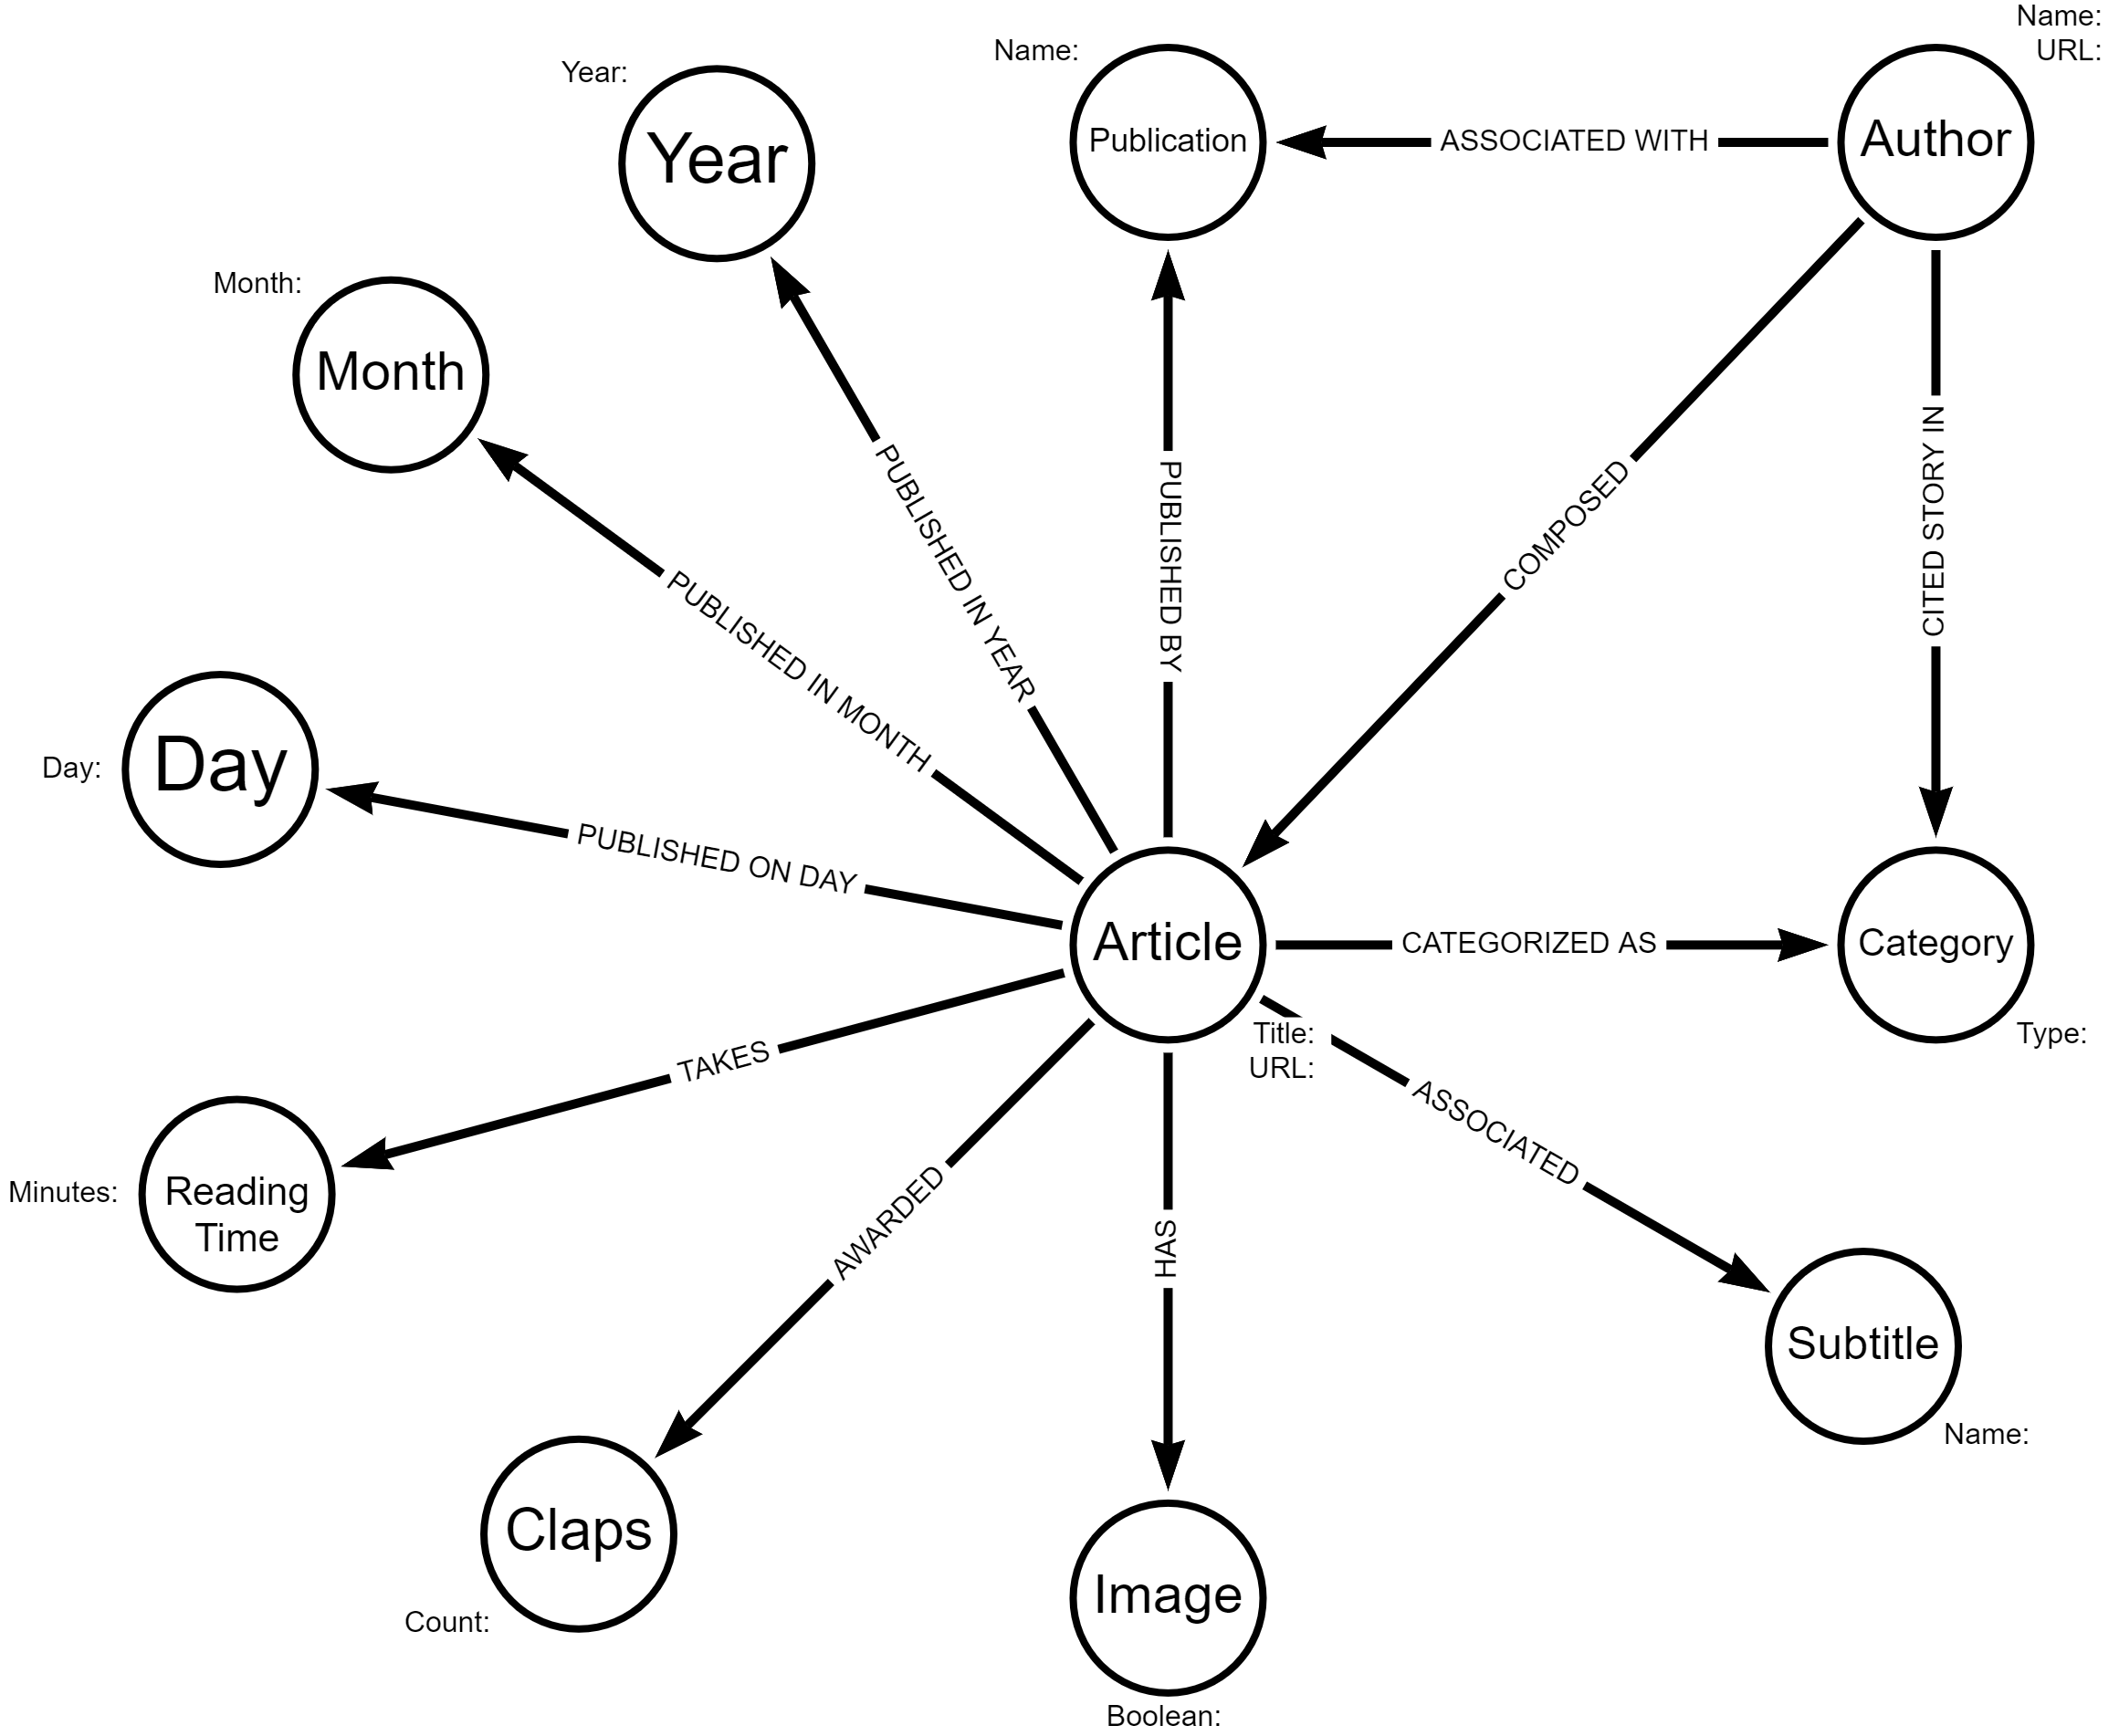 Name:
URL:
Name:
Year:
Publication
ASSOCIATED WITH
Author
Year
Month:
Month
PUBLISHED IN YEAR
PUBLISHED BY
COMPOSED
CITED STORY IN
PUBLISHED IN MONTH
Day:
Day
PUBLISHED ON DAY
Article
CATEGORIZED AS
Category
Title:
URL:
Type:
TAKES
ASSOCIATED
Minutes:
Reading
Time
AWARDED
HAS
Subtitle
Name:
Claps
Count:
Image
Boolean: